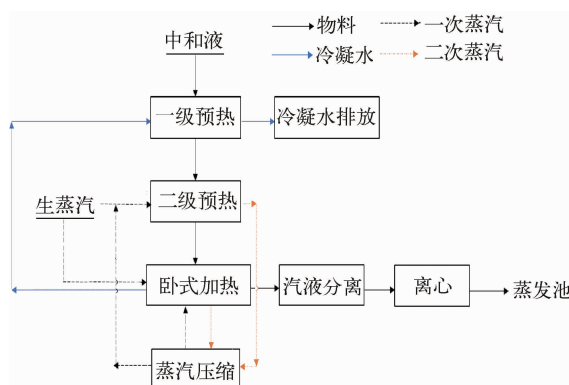 物料
一次蒸汽
中和液
冷凝水
二次蒸汽
一级预热
冷凝水排放
二级预热
生蒸汽
卧式加热
汽液分离
离心
蒸发池
蒸汽压缩